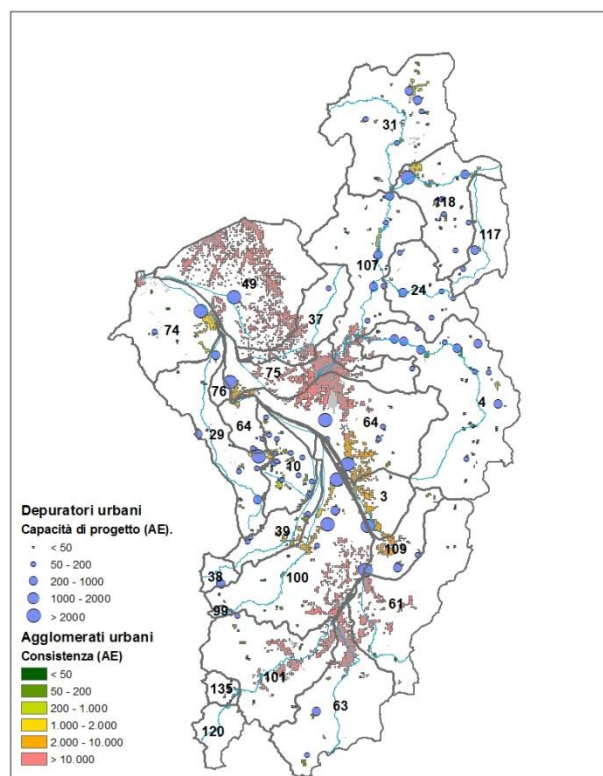 31
118
117
107
24
49
37
74
75
76
4
64
64
29
10
3
39
109
38
100
61
99
101
135
63
120
Depuratori urbani
Capacità di progetto (AE).
< 50
50 - 200
200 - 1000
1000 - 2000
> 2000
Agglomerati urbani
Consistenza (AE)
< 50
50 - 200
200 - 1.000
1.000 - 2.000
2.000 - 10.000
> 10.000